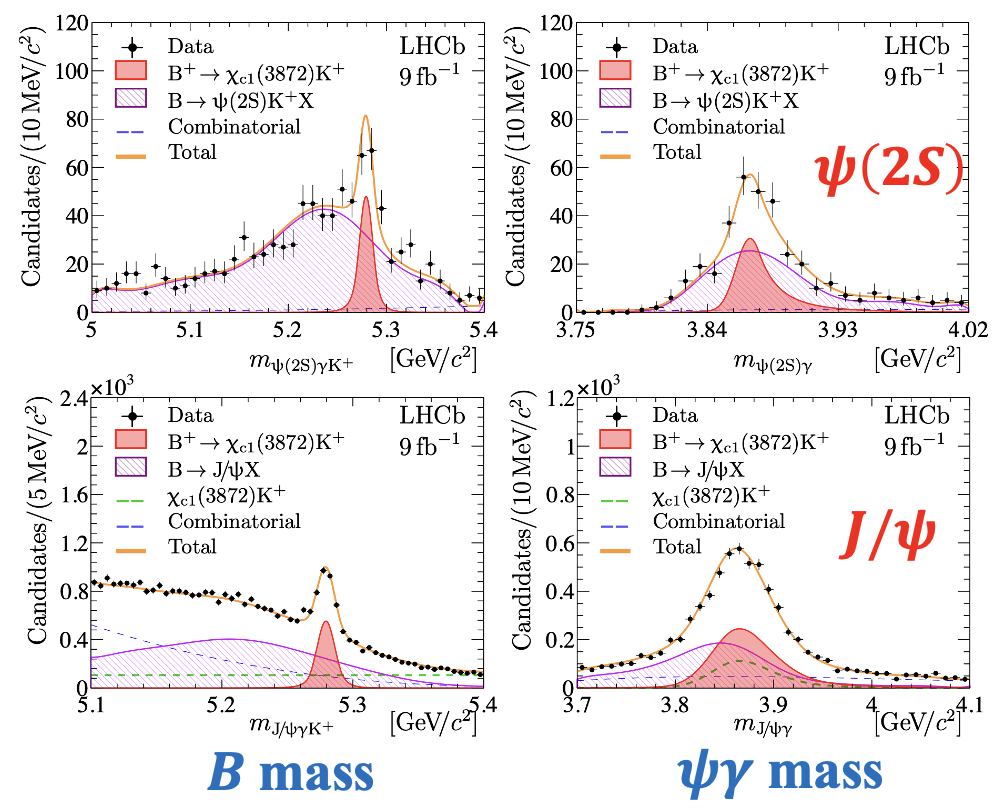 120
100
80
60
40
20
0
Candidates/(10 MeV/c²)
Data
B⁺ → χc1(3872)K⁺
B → ψ(2S)K⁺X
Combinatorial
Total
LHCb
9 fb⁻¹
5
5.1
5.2
5.3
5.4
mψ(2S)γK⁺
[GeV/c²]
120
100
80
60
40
20
0
Candidates/(10 MeV/c²)
Data
B⁺ → χc1(3872)K⁺
B → ψ(2S)K⁺X
Combinatorial
Total
LHCb
9 fb⁻¹
ψ(2S)
3.75
3.84
3.93
4.02
mψ(2S)γ
[GeV/c²]
×10³
2.4
2
1.6
1.2
0.8
0.4
0
Candidates/(5 MeV/c²)
Data
B⁺ → χc1(3872)K⁺
B → J/ψX
χc1(3872)K⁺
Combinatorial
Total
LHCb
9 fb⁻¹
5.1
5.2
5.3
5.4
mJ/ψγK⁺
[GeV/c²]
×10³
1.2
1
0.8
0.6
0.4
0.2
0
Candidates/(10 MeV/c²)
Data
B⁺ → χc1(3872)K⁺
B → J/ψX
χc1(3872)K⁺
Combinatorial
Total
LHCb
9 fb⁻¹
J/ψ
3.7
3.8
3.9
4
4.1
mJ/ψγ
[GeV/c²]
B mass
ψγ mass